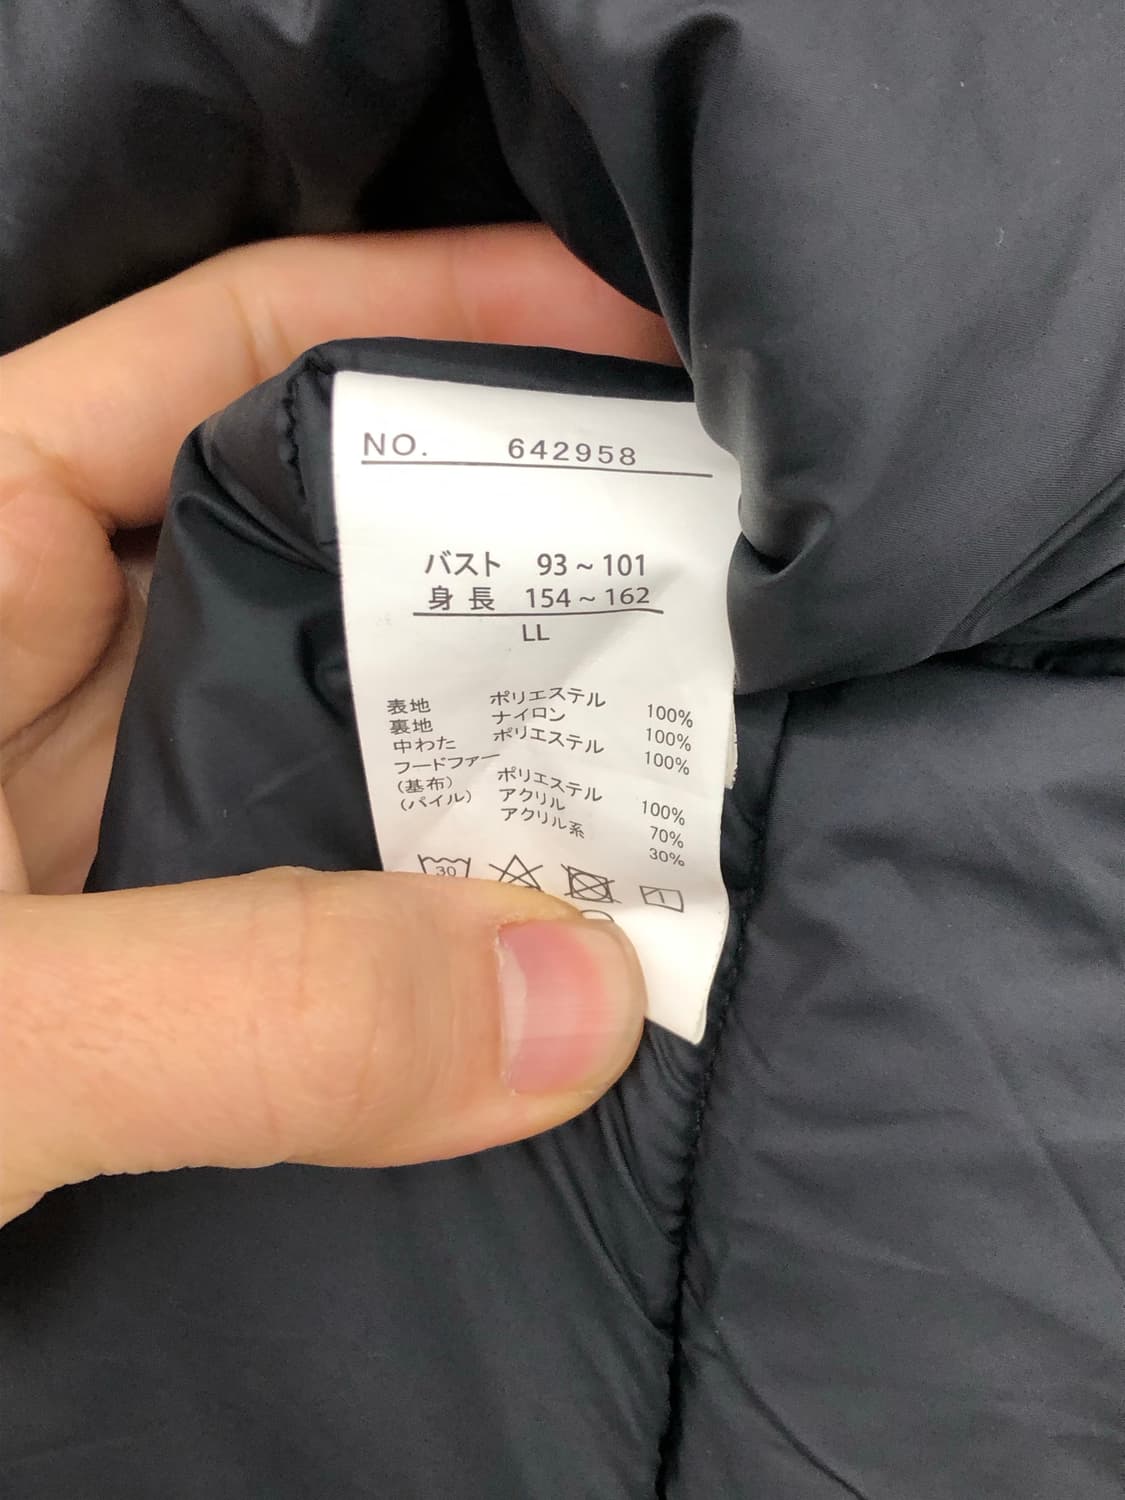 NO. 642958
バスト 93～101
身長 154～162
LL
表地 ポリエステル 100%
裏地 ナイロン 100%
中わた ポリエステル 100%
フードファー
(基布) ポリエステル 100%
(パイル) アクリル 70%
アクリル系 30%
30
1